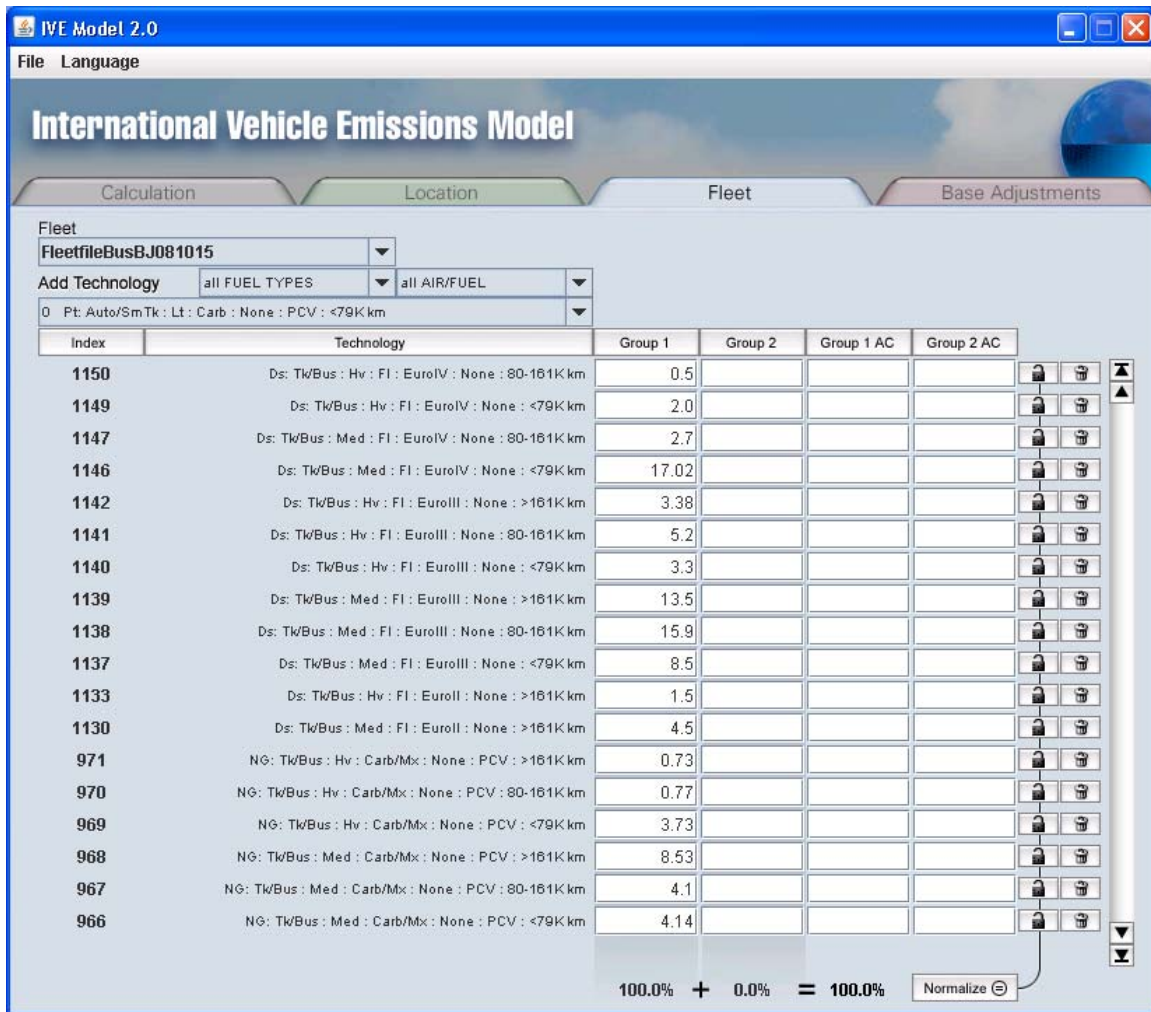 IVE Model 2.0
File Language
International Vehicle Emissions Model
Calculation Location Fleet Base Adjustments
Fleet
FleetfileBusBJ081015
Add Technology all FUEL TYPES all AIR/FUEL
0 Pt: Auto/SmTk : Lt : Carb : None : PCV : <79K km
Index Technology Group 1 Group 2 Group 1 AC Group 2 AC
1150 Ds: Tk/Bus : Hv : FI : EuroIV : None : 80-161K km 0.5
1149 Ds: Tk/Bus : Hv : FI : EuroIV : None : <79K km 2.0
1147 Ds: Tk/Bus : Med : FI : EuroIV : None : 80-161K km 2.7
1146 Ds: Tk/Bus : Med : FI : EuroIV : None : <79K km 17.02
1142 Ds: Tk/Bus : Hv : FI : EuroIII : None : >161K km 3.38
1141 Ds: Tk/Bus : Hv : FI : EuroIII : None : 80-161K km 5.2
1140 Ds: Tk/Bus : Hv : FI : EuroIII : None : <79K km 3.3
1139 Ds: Tk/Bus : Med : FI : EuroIII : None : >161K km 13.5
1138 Ds: Tk/Bus : Med : FI : EuroIII : None : 80-161K km 15.9
1137 Ds: Tk/Bus : Med : FI : EuroIII : None : <79K km 8.5
1133 Ds: Tk/Bus : Hv : FI : EuroII : None : >161K km 1.5
1130 Ds: Tk/Bus : Med : FI : EuroII : None : >161K km 4.5
971 NG: Tk/Bus : Hv : Carb/Mx : None : PCV : >161K km 0.73
970 NG: Tk/Bus : Hv : Carb/Mx : None : PCV : 80-161K km 0.77
969 NG: Tk/Bus : Hv : Carb/Mx : None : PCV : <79K km 3.73
968 NG: Tk/Bus : Med : Carb/Mx : None : PCV : >161K km 8.53
967 NG: Tk/Bus : Med : Carb/Mx : None : PCV : 80-161K km 4.1
966 NG: Tk/Bus : Med : Carb/Mx : None : PCV : <79K km 4.14
100.0% + 0.0% = 100.0% Normalize